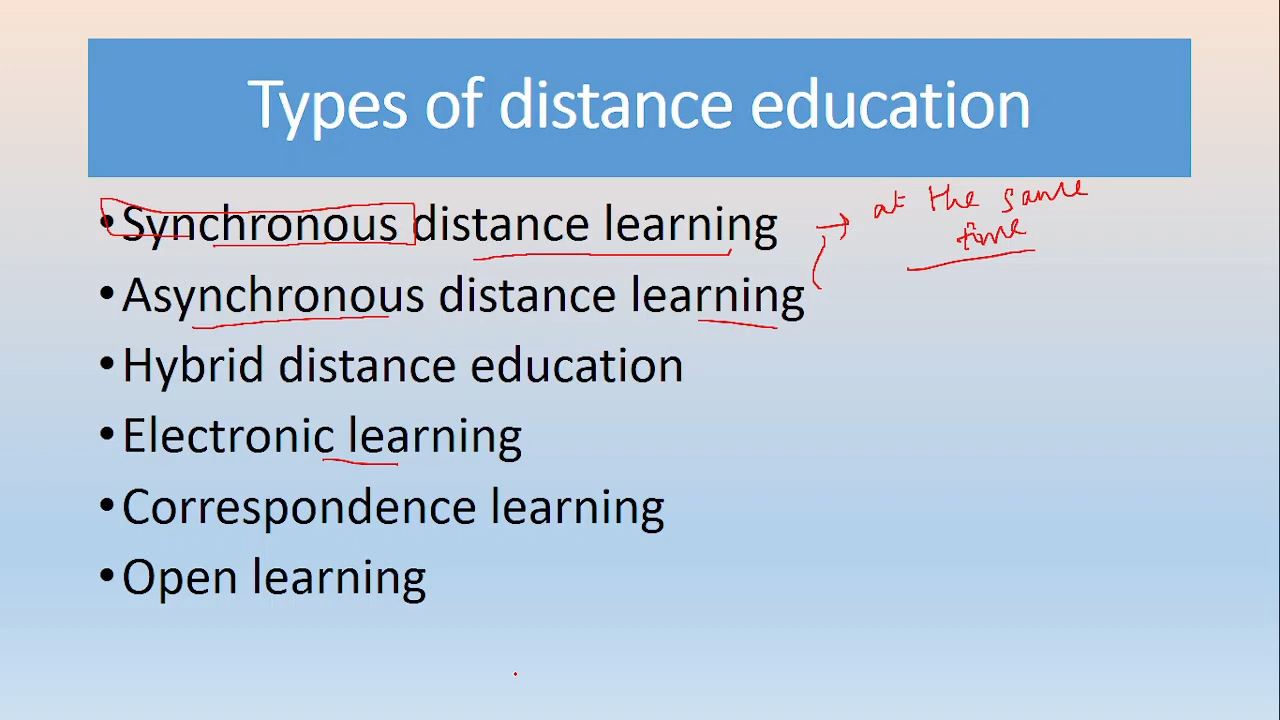 Types of distance education
• Synchronous distance learning → at the same
time
• Asynchronous distance learning
• Hybrid distance education
• Electronic learning
• Correspondence learning
• Open learning